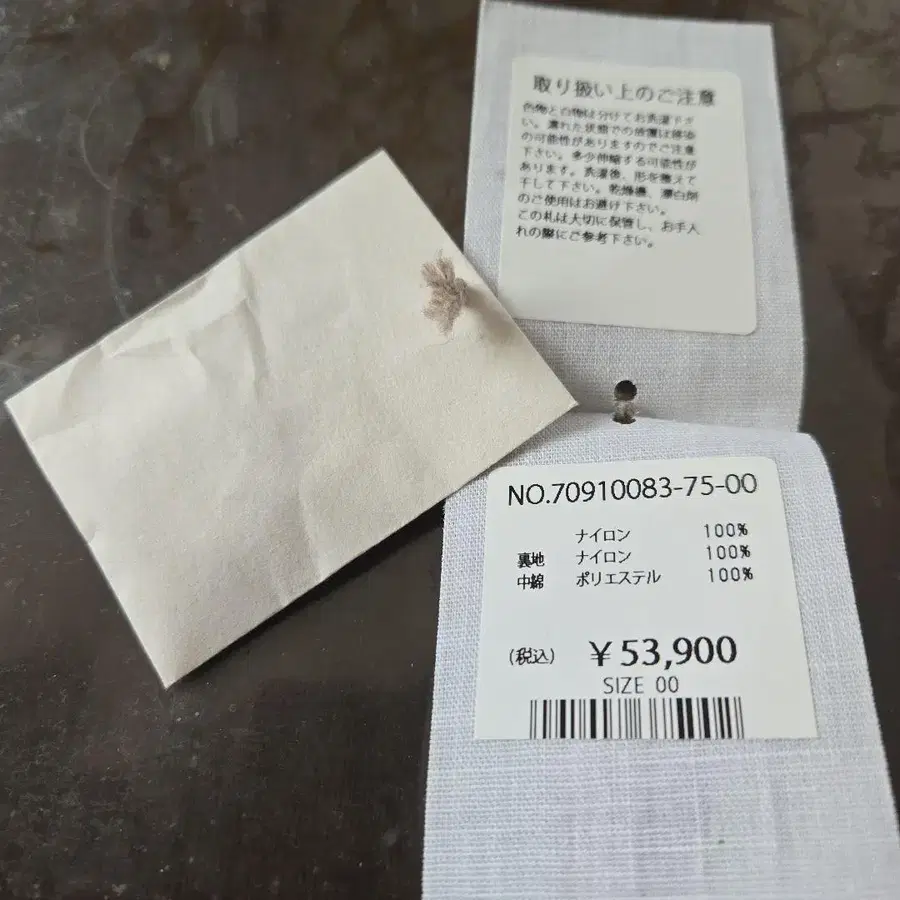 取り扱い上のご注意
色物と白物は分けてお洗濯下さ
い。濡れた状態での放置は移染
の可能性がありますのでご注意
下さい。多少伸縮する可能性が
あります。洗濯後、形を整えて
干して下さい。乾燥機、漂白剤
のご使用はお避け下さい。
この札は大切に保管し、お手入
れの際にご参考下さい。
NO.70910083-75-00
ナイロン 100%
裏地 ナイロン 100%
中綿 ポリエステル 100%
(税込) ¥53,900
SIZE 00